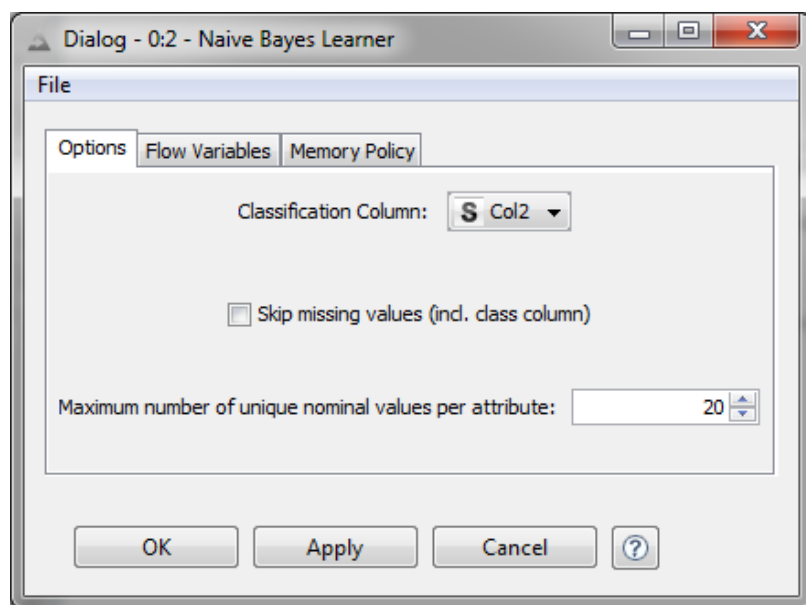 Dialog - 0:2 - Naive Bayes Learner
File
Options Flow Variables Memory Policy
Classification Column: S Col2
Skip missing values (incl. class column)
Maximum number of unique nominal values per attribute: 20
OK Apply Cancel ?